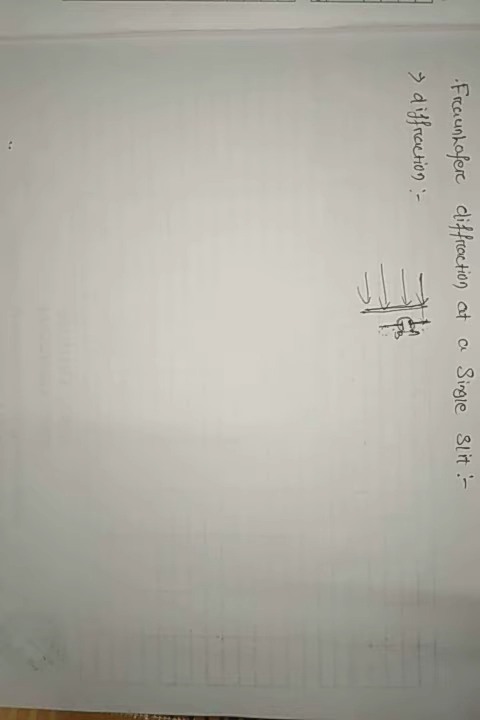 Fraunhofer diffraction at a single slit :-
> diffraction :-